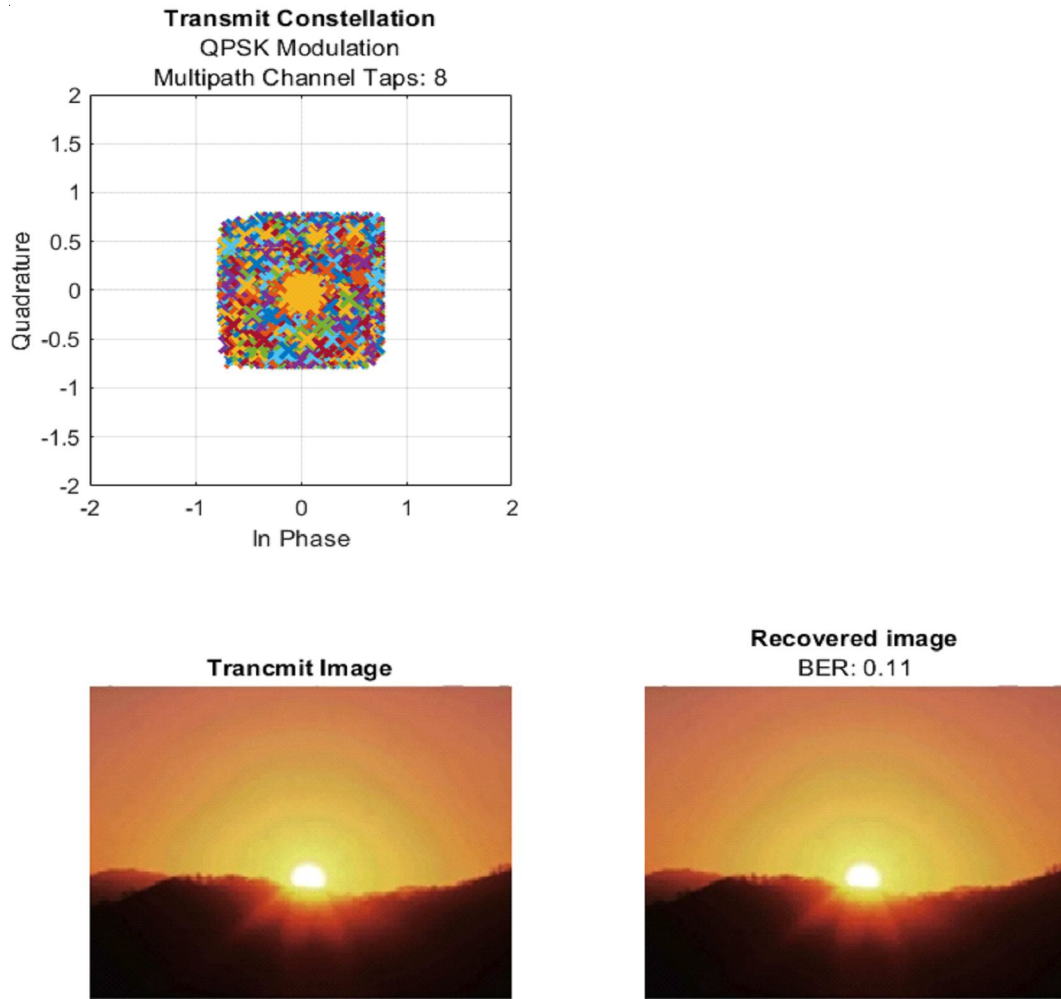 Transmit Constellation
QPSK Modulation
Multipath Channel Taps: 8
2
1.5
1
0.5
0
-0.5
-1
-1.5
-2
Quadrature
-2
-1
0
1
2
In Phase
Trancmit Image
Recovered image
BER: 0.11